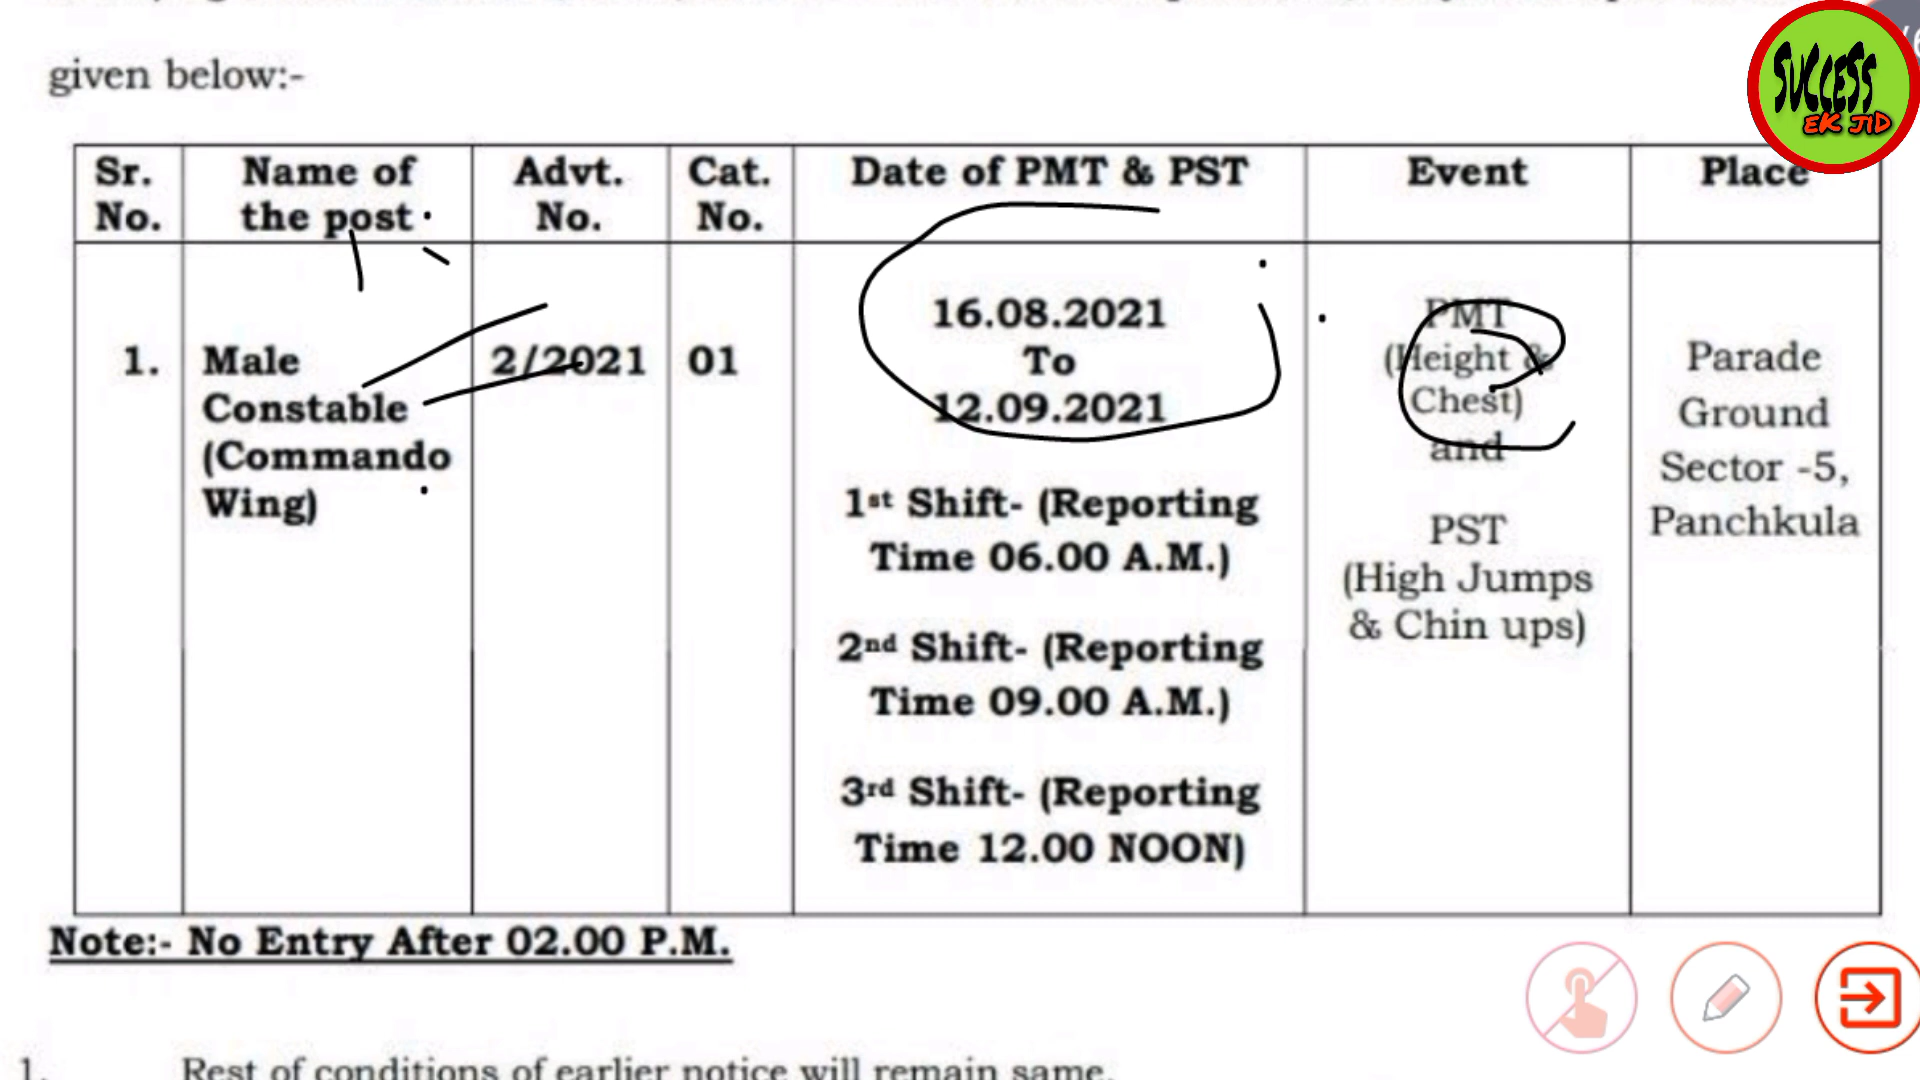 given below:-
SUCCESS
EK JID
Sr. No. Name of the post Advt. No. Cat. No. Date of PMT & PST Event Place
1. Male Constable (Commando Wing) 2/2021 01
16.08.2021
To
12.09.2021
1st Shift- (Reporting
Time 06.00 A.M.)
2nd Shift- (Reporting
Time 09.00 A.M.)
3rd Shift- (Reporting
Time 12.00 NOON)
PMT
(Height &
Chest)
and
PST
(High Jumps
& Chin ups)
Parade
Ground
Sector -5,
Panchkula
Note:- No Entry After 02.00 P.M.
1. Rest of conditions of earlier notice will remain same.